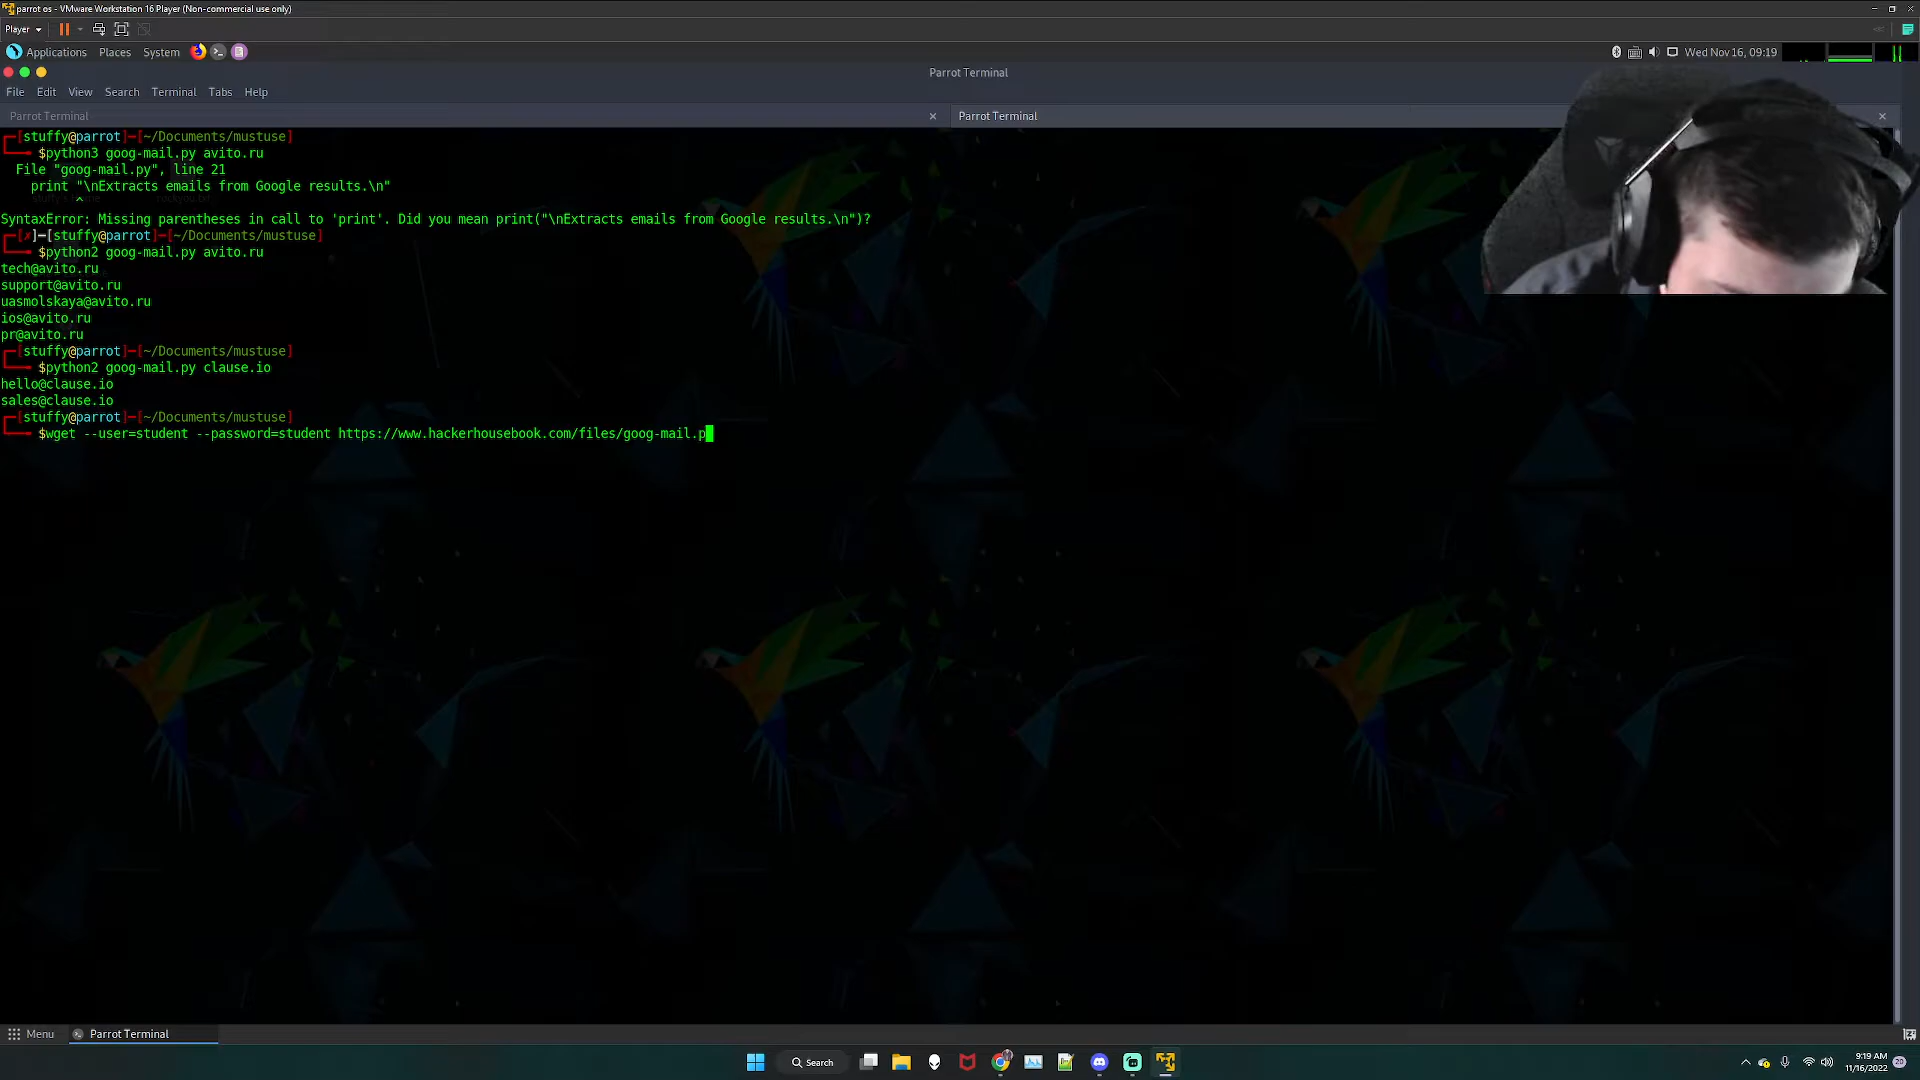 parrot os - VMware Workstation 16 Player (Non-commercial use only)
Player
Applications Places System
Wed Nov 16, 09:19
Parrot Terminal
File Edit View Search Terminal Tabs Help
Parrot Terminal
Parrot Terminal
┌─[stuffy@parrot]─[~/Documents/mustuse]
└──╼ $python3 goog-mail.py avito.ru
File "goog-mail.py", line 21
print "\nExtracts emails from Google results.\n"
^
SyntaxError: Missing parentheses in call to 'print'. Did you mean print("\nExtracts emails from Google results.\n")?
┌─[✗]─[stuffy@parrot]─[~/Documents/mustuse]
└──╼ $python2 goog-mail.py avito.ru
tech@avito.ru
support@avito.ru
uasmolskaya@avito.ru
ios@avito.ru
pr@avito.ru
┌─[stuffy@parrot]─[~/Documents/mustuse]
└──╼ $python2 goog-mail.py clause.io
hello@clause.io
sales@clause.io
┌─[stuffy@parrot]─[~/Documents/mustuse]
└──╼ $wget --user=student --password=student https://www.hackerhousebook.com/files/goog-mail.p
Menu
Parrot Terminal
Search
9:19 AM
11/16/2022
20